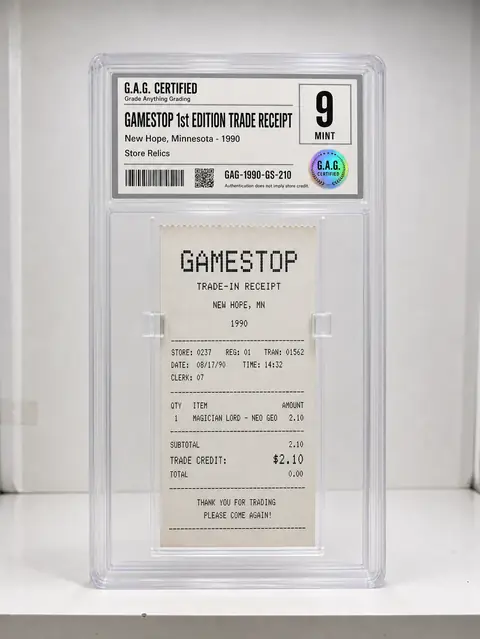 G.A.G. CERTIFIED
Grade Anything Grading
GAMESTOP 1st EDITION TRADE RECEIPT
New Hope, Minnesota - 1990
Store Relics
GAG-1990-GS-210
Authentication does not imply store credit.
9
MINT
G.A.G.
CERTIFIED
GAMESTOP
TRADE-IN RECEIPT
NEW HOPE, MN
1990
STORE: 0237 REG: 01 TRAN: 01562
DATE: 08/17/90 TIME: 14:32
CLERK: 07
QTY ITEM AMOUNT
1 MAGICIAN LORD - NEO GEO 2.10
SUBTOTAL 2.10
TRADE CREDIT: $2.10
TOTAL 0.00
THANK YOU FOR TRADING
PLEASE COME AGAIN!